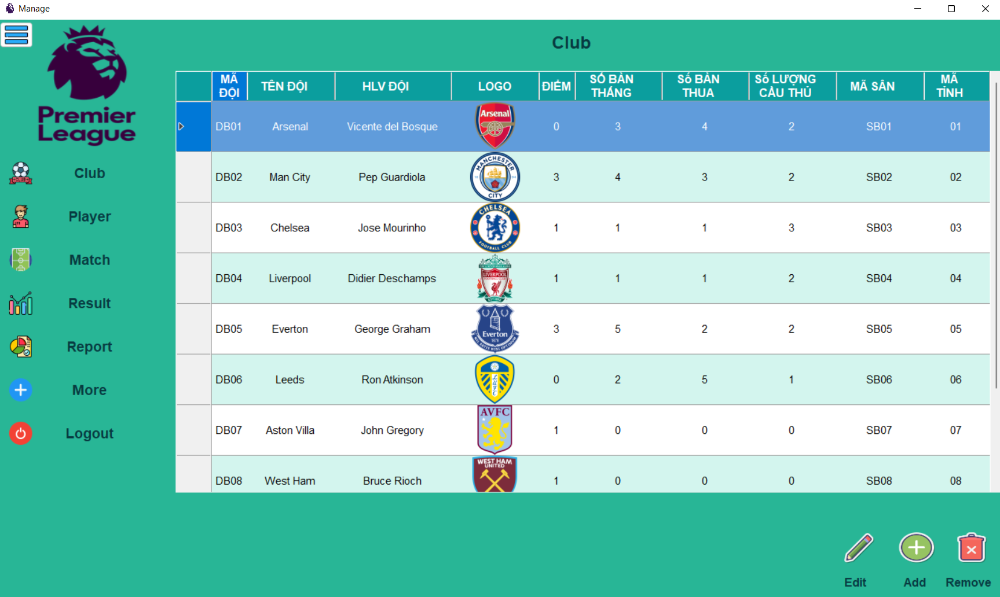 Manage
Premier
League
Club
Club
Player
Match
Result
Report
More
Logout
MÃ ĐỘI TÊN ĐỘI HLV ĐỘI LOGO ĐIỂM SỐ BÀN THẮNG Số BÀN THUA Số LƯỢNG CẦU THỦ MÃ SÂN MÃ TỈNH
DB01 Arsenal Vicente del Bosque Arsenal 0 3 4 2 SB01 01
DB02 Man City Pep Guardiola MANCHESTER CITY 3 4 3 2 SB02 02
DB03 Chelsea Jose Mourinho CHELSEA FOOTBALL CLUB 1 1 1 3 SB03 03
DB04 Liverpool Didier Deschamps LIVERPOOL FOOTBALL CLUB 1 1 1 2 SB04 04
DB05 Everton George Graham Everton 1878 NIL SATIS NISI OPTIMUM 3 5 2 2 SB05 05
DB06 Leeds Ron Atkinson LUFC 0 2 5 1 SB06 06
DB07 Aston Villa John Gregory AVFC 1 0 0 0 SB07 07
DB08 West Ham Bruce Rioch WEST HAM UNITED 1 0 0 0 SB08 08
Edit Add Remove